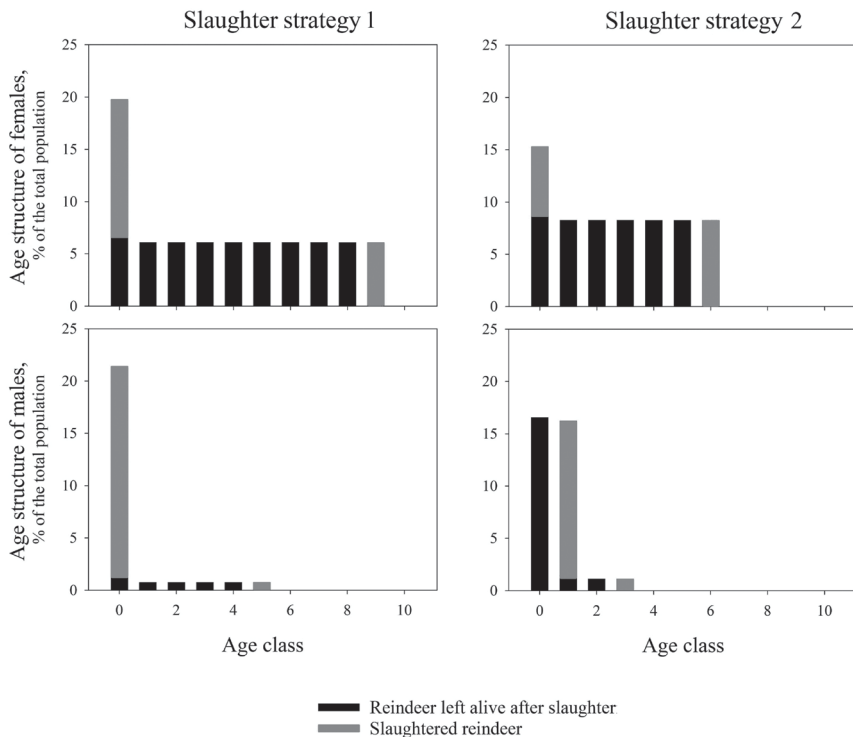 Slaughter strategy 1
Slaughter strategy 2
Age structure of females,
% of the total population
25
20
15
10
5
0
25
20
15
10
5
0
Age structure of males,
% of the total population
25
20
15
10
5
0
0 2 4 6 8 10
Age class
25
20
15
10
5
0
0 2 4 6 8 10
Age class
Reindeer left alive after slaughter
Slaughtered reindeer